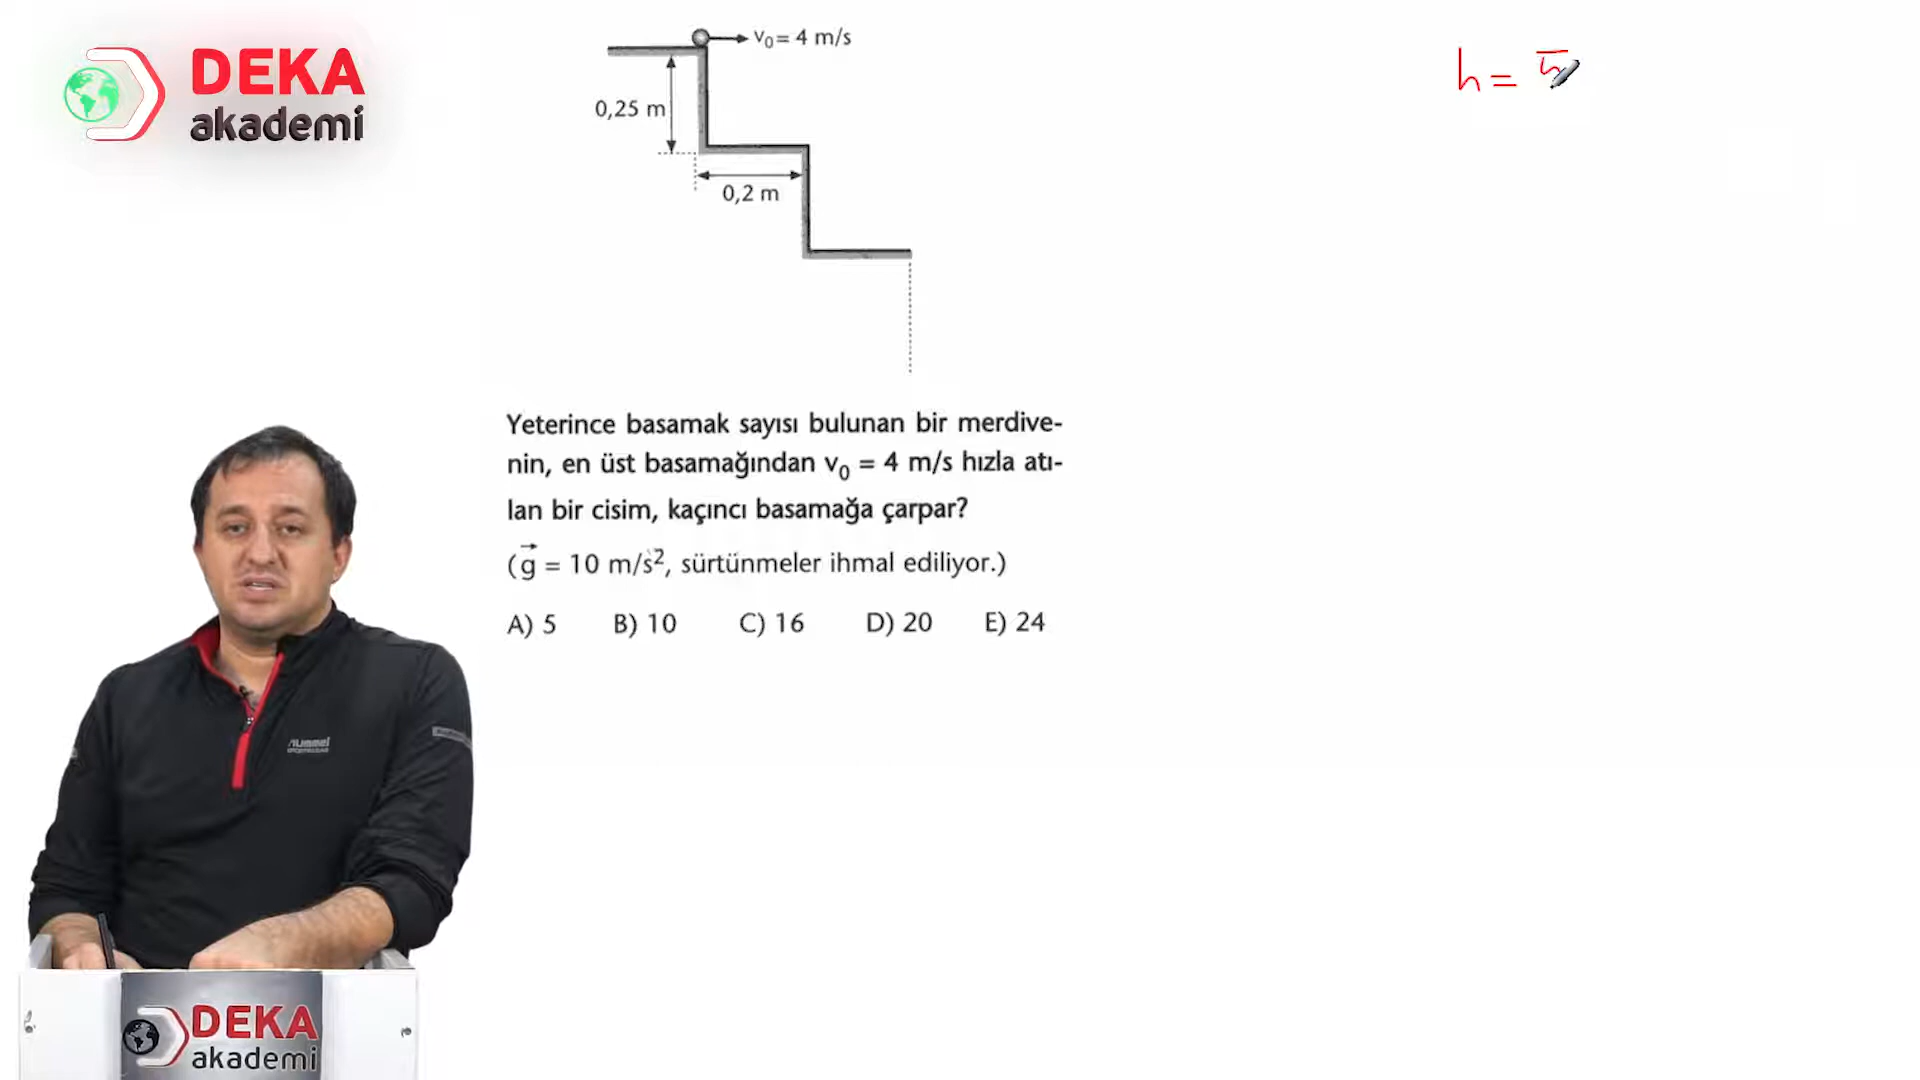 DEKA
akademi
v₀= 4 m/s
h =
0,25 m
0,2 m
Yeterince basamak sayısı bulunan bir merdive-
nin, en üst basamağından v₀ = 4 m/s hızla atı-
lan bir cisim, kaçıncı basamağa çarpar?
(g⃗ = 10 m/s², sürtünmeler ihmal ediliyor.)
A) 5 B) 10 C) 16 D) 20 E) 24
hummel
DEKA
akademi